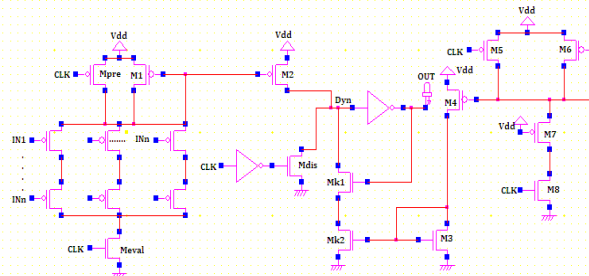 Vdd
Vdd
Vdd
CLK
Mpre
M1
M2
Vdd
OUT
CLK
M5
M6
Dyn
M4
IN1
.......
INn
Vdd
M7
.
.
.
CLK
Mdis
Mk1
INn
CLK
M8
CLK
Meval
Mk2
M3